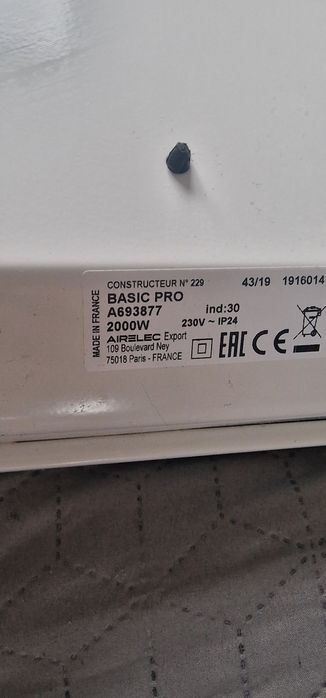 MADE IN FRANCE
CONSTRUCTEUR N° 229 43/19 1916014
BASIC PRO
A693877 ind:30
2000W 230V ~ IP24
AIRELEC Export
109 Boulevard Ney
75018 Paris - FRANCE
EAC CE